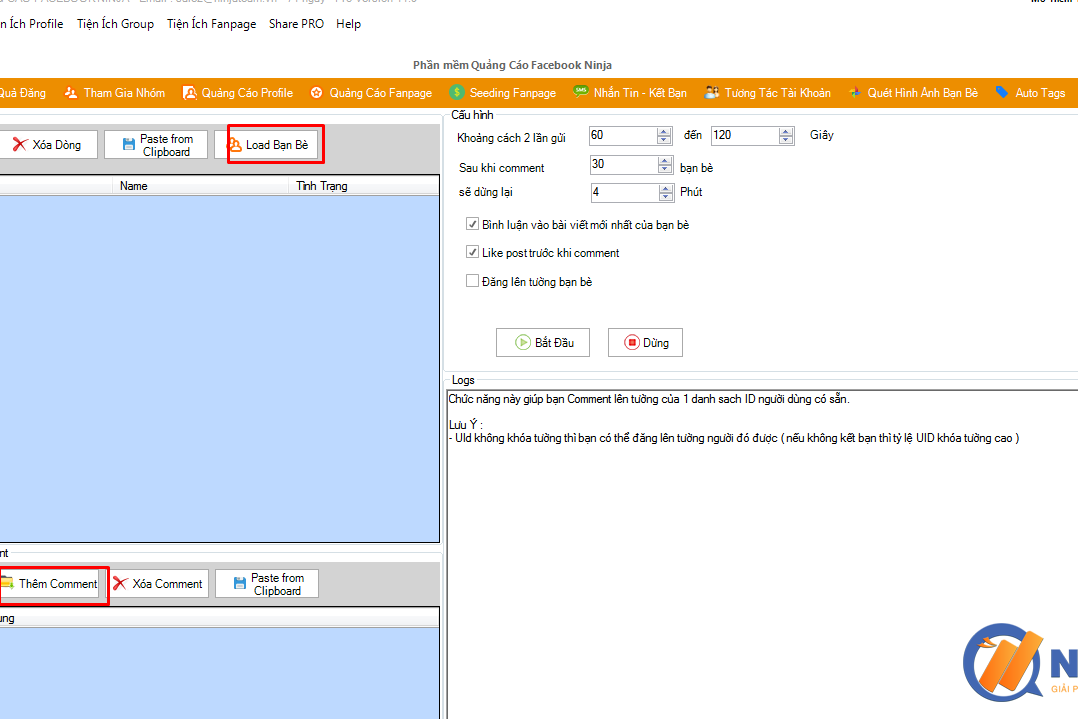 n Ích Profile Tiện Ích Group Tiện Ích Fanpage Share PRO Help
Phần mềm Quảng Cáo Facebook Ninja
Quả Đăng Tham Gia Nhóm Quảng Cáo Profile Quảng Cáo Fanpage Seeding Fanpage SMS Nhắn Tin - Kết Bạn Tương Tác Tài Khoản Quét Hình Ảnh Bạn Bè Auto Tags
Cấu hình
Xóa Dòng
Paste from
Clipboard
Load Bạn Bè
Name Tình Trạng
Khoảng cách 2 lần gửi 60 đến 120 Giây
Sau khi comment 30 bạn bè
sẽ dừng lại 4 Phút
Bình luận vào bài viết mới nhất của bạn bè
Like post trước khi comment
Đăng lên tường bạn bè
Bắt Đầu Dừng
Logs
Chức năng này giúp bạn Comment lên tường của 1 danh sach ID người dùng có sẵn.
Lưu Ý :
- UId không khóa tường thì bạn có thể đăng lên tường người đó được ( nếu không kết bạn thì tỷ lệ UID khóa tường cao )
nt
Thêm Comment Xóa Comment
Paste from
Clipboard
ung
N
GIẢI P